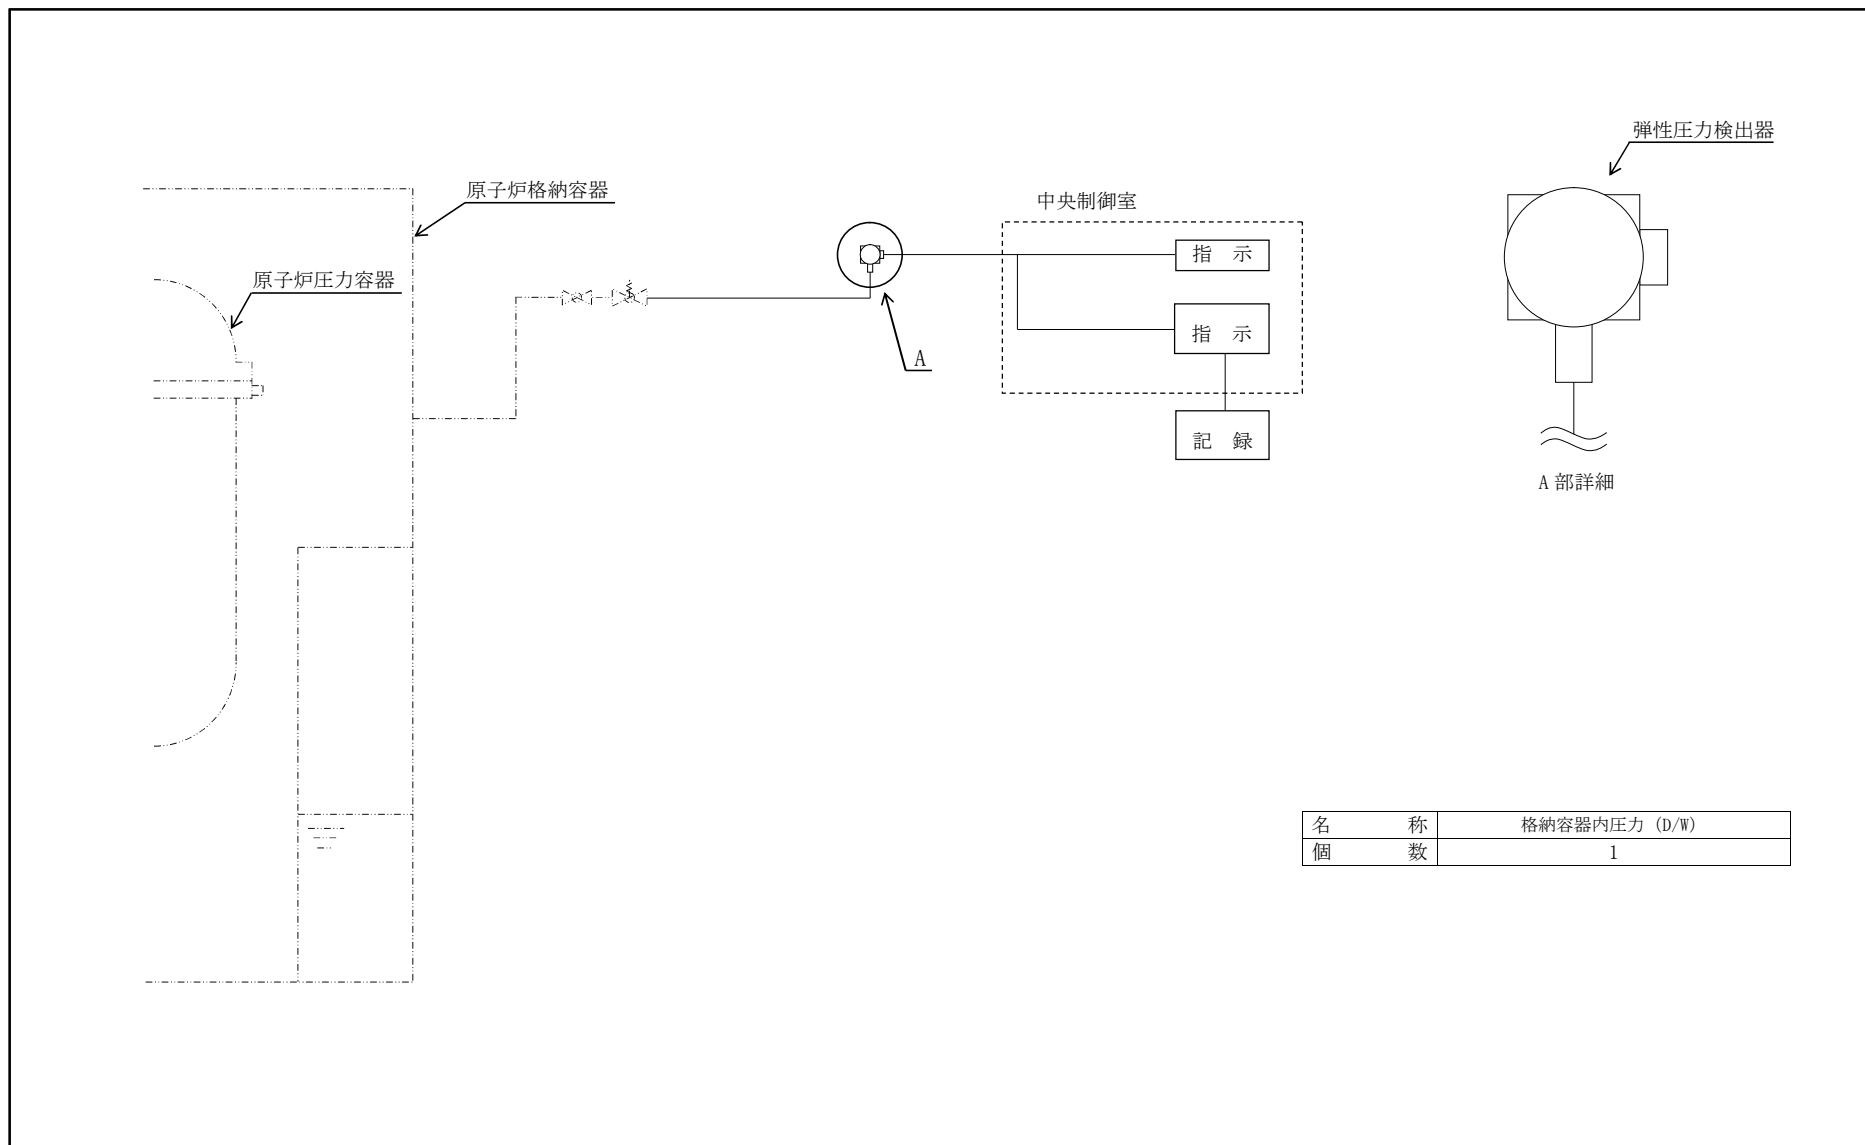 弾性圧力検出器
原子炉格納容器
中央制御室
指 示
原子炉圧力容器
指 示
A
記 録
A 部詳細
名 称 格納容器内圧力 (D/W)
個 数 1